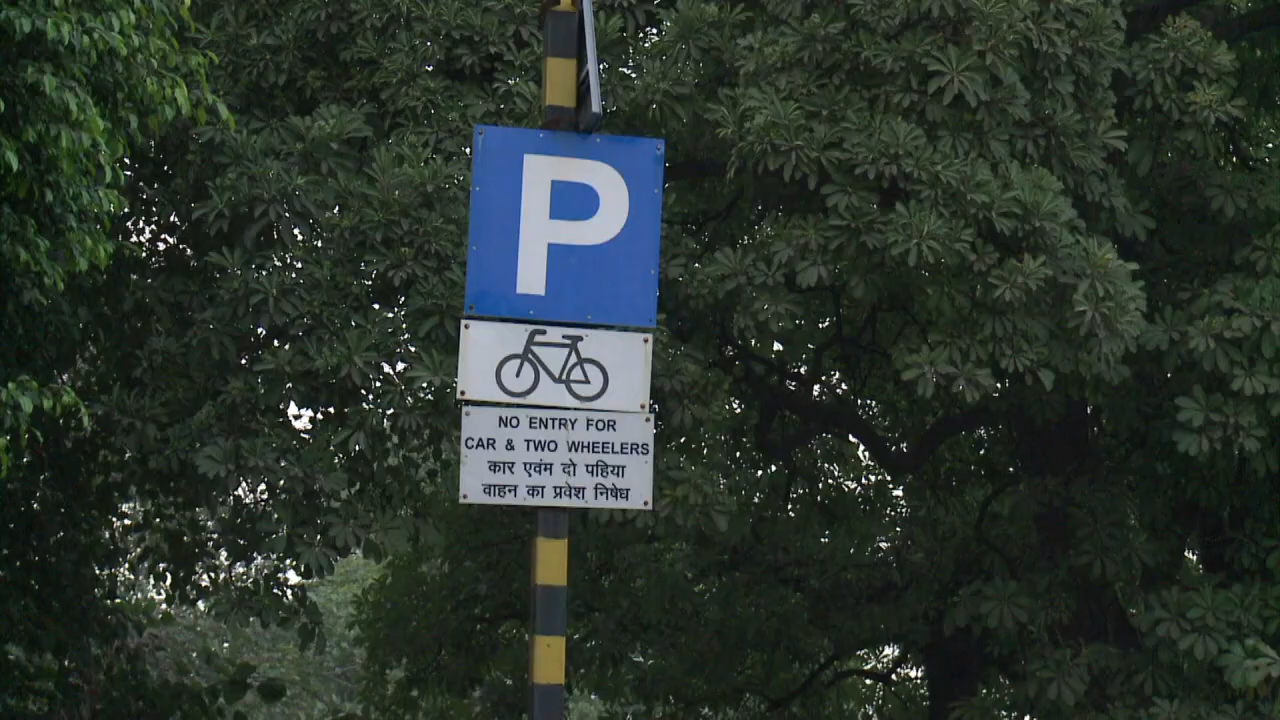 P
NO ENTRY FOR
CAR & TWO WHEELERS
कार एवंम दो पहिया
वाहन का प्रवेश निषेध